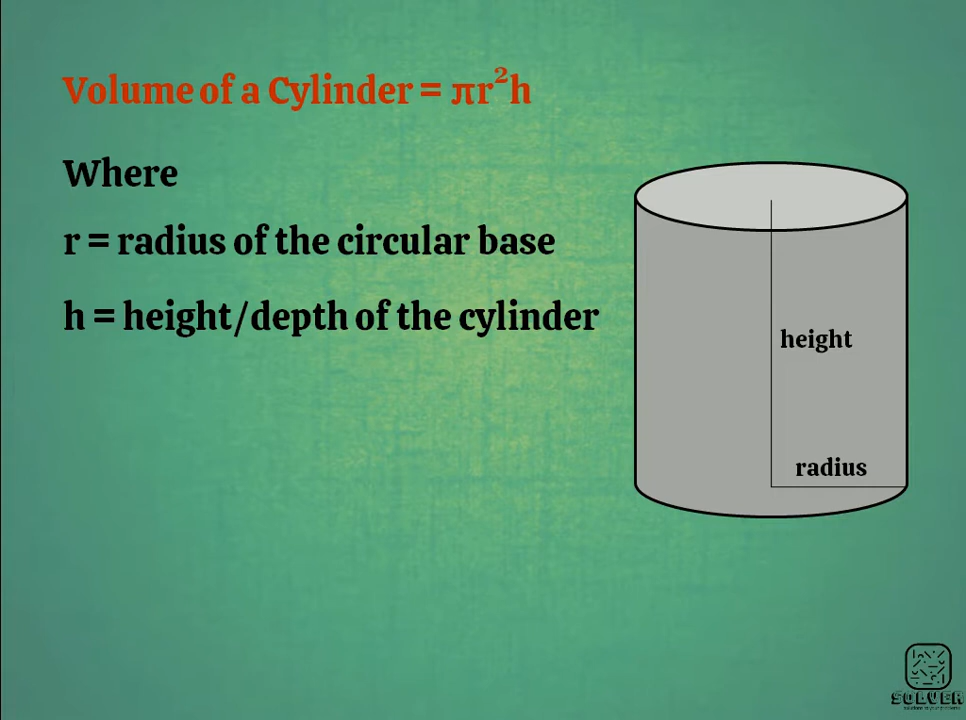 Volume of a Cylinder = πr²h
Where
r = radius of the circular base
h = height/depth of the cylinder
height
radius
SOLVER